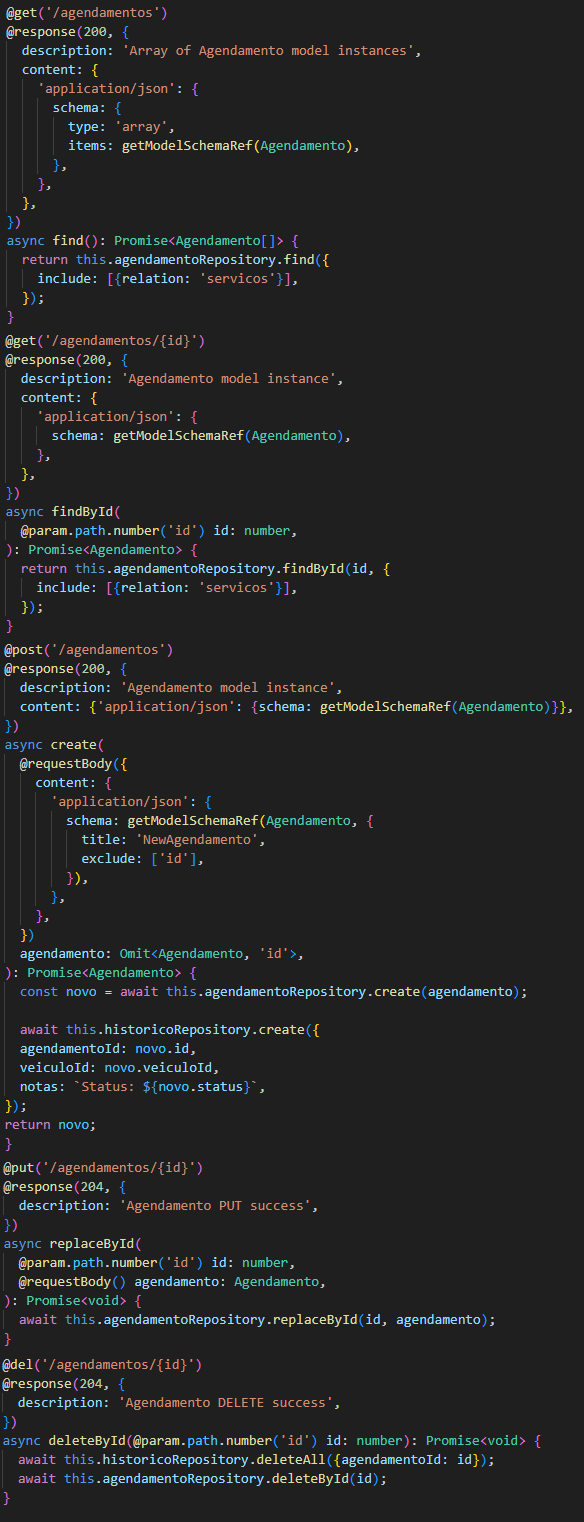 @get('/agendamentos')
@response(200, {
  description: 'Array of Agendamento model instances',
  content: {
    'application/json': {
      schema: {
        type: 'array',
        items: getModelSchemaRef(Agendamento),
      },
    },
  },
})
async find(): Promise<Agendamento[]> {
  return this.agendamentoRepository.find({
    include: [{relation: 'servicos'}],
  });
}
@get('/agendamentos/{id}')
@response(200, {
  description: 'Agendamento model instance',
  content: {
    'application/json': {
      schema: getModelSchemaRef(Agendamento),
    },
  },
})
async findById(
  @param.path.number('id') id: number,
): Promise<Agendamento> {
  return this.agendamentoRepository.findById(id, {
    include: [{relation: 'servicos'}],
  });
}
@post('/agendamentos')
@response(200, {
  description: 'Agendamento model instance',
  content: {'application/json': {schema: getModelSchemaRef(Agendamento)}},
})
async create(
  @requestBody({
    content: {
      'application/json': {
        schema: getModelSchemaRef(Agendamento, {
          title: 'NewAgendamento',
          exclude: ['id'],
        }),
      },
    },
  })
  agendamento: Omit<Agendamento, 'id'>,
): Promise<Agendamento> {
  const novo = await this.agendamentoRepository.create(agendamento);

  await this.historicoRepository.create({
  agendamentoId: novo.id,
  veiculoId: novo.veiculoId,
  notas: `Status: ${novo.status}`,
});
return novo;
}
@put('/agendamentos/{id}')
@response(204, {
  description: 'Agendamento PUT success',
})
async replaceById(
  @param.path.number('id') id: number,
  @requestBody() agendamento: Agendamento,
): Promise<void> {
  await this.agendamentoRepository.replaceById(id, agendamento);
}
@del('/agendamentos/{id}')
@response(204, {
  description: 'Agendamento DELETE success',
})
async deleteById(@param.path.number('id') id: number): Promise<void> {
  await this.historicoRepository.deleteAll({agendamentoId: id});
  await this.agendamentoRepository.deleteById(id);
}